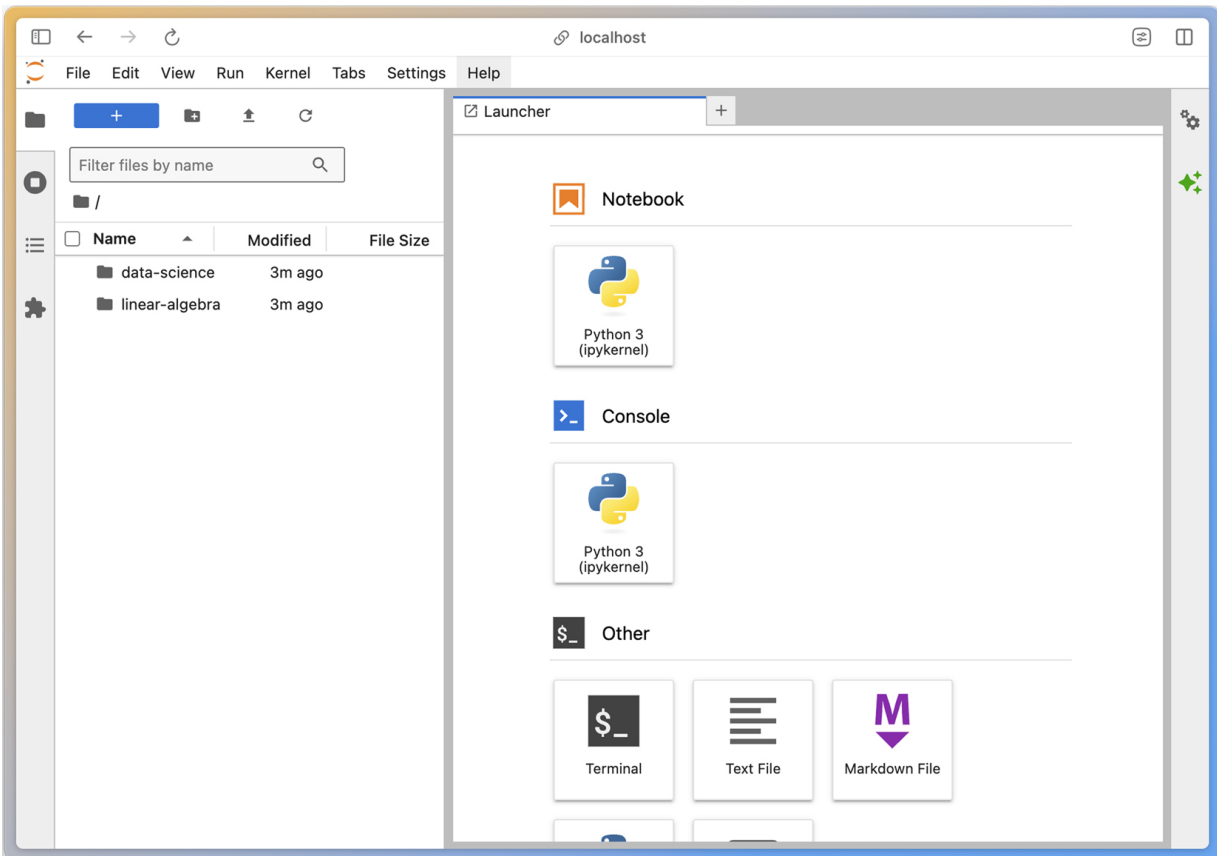 localhost
File Edit View Run Kernel Tabs Settings Help
+
Launcher +
Filter files by name
/
Name Modified File Size
data-science 3m ago
linear-algebra 3m ago
Notebook
Python 3
(ipykernel)
>_ Console
Python 3
(ipykernel)
$_ Other
$_
Terminal
Text File
M
Markdown File